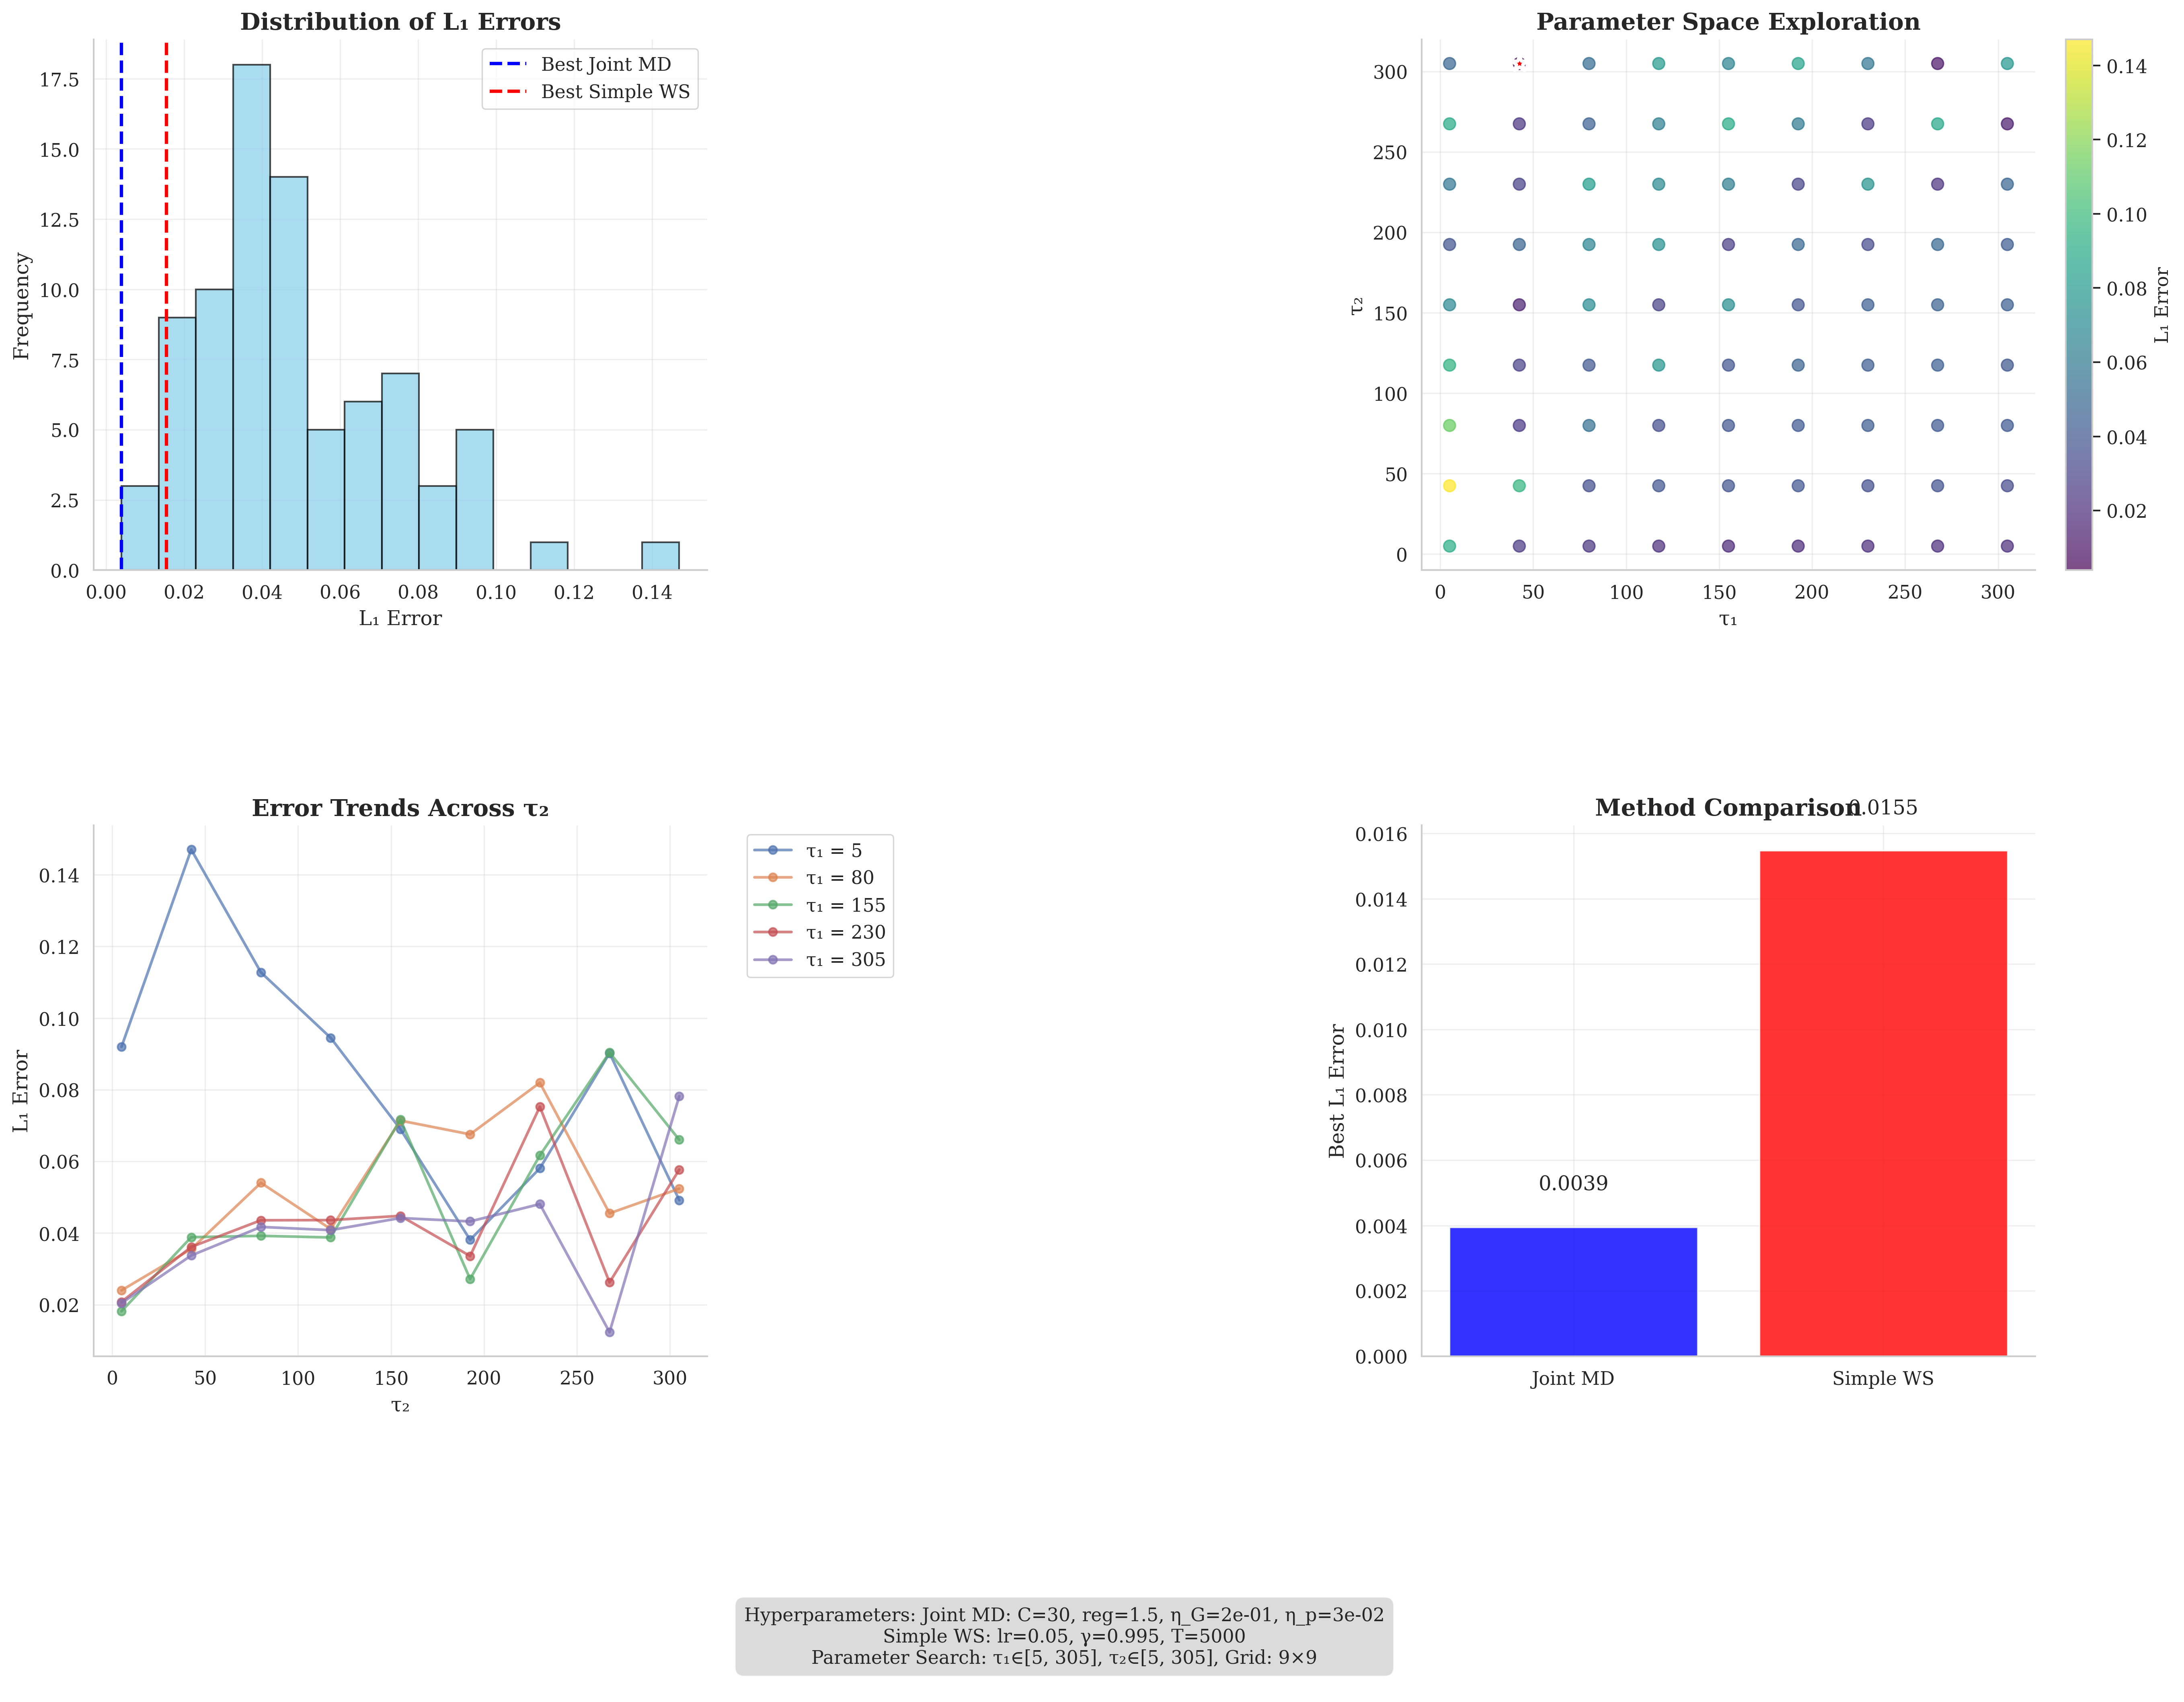 Distribution of L₁ Errors
Best Joint MD
Best Simple WS
Frequency
17.5
15.0
12.5
10.0
7.5
5.0
2.5
0.0
0.00 0.02 0.04 0.06 0.08 0.10 0.12 0.14
L₁ Error
Parameter Space Exploration
τ₂
300
250
200
150
100
50
0
0 50 100 150 200 250 300
τ₁
0.14
0.12
0.10
0.08
0.06
0.04
0.02
L₁ Error
Error Trends Across τ₂
L₁ Error
0.14
0.12
0.10
0.08
0.06
0.04
0.02
0 50 100 150 200 250 300
τ₂
τ₁ = 5
τ₁ = 80
τ₁ = 155
τ₁ = 230
τ₁ = 305
Method Comparison
0.0155
Best L₁ Error
0.016
0.014
0.012
0.010
0.008
0.006
0.004
0.002
0.000
0.0039
Joint MD Simple WS
Hyperparameters: Joint MD: C=30, reg=1.5, η_G=2e-01, η_p=3e-02
Simple WS: lr=0.05, γ=0.995, T=5000
Parameter Search: τ₁∈[5, 305], τ₂∈[5, 305], Grid: 9×9